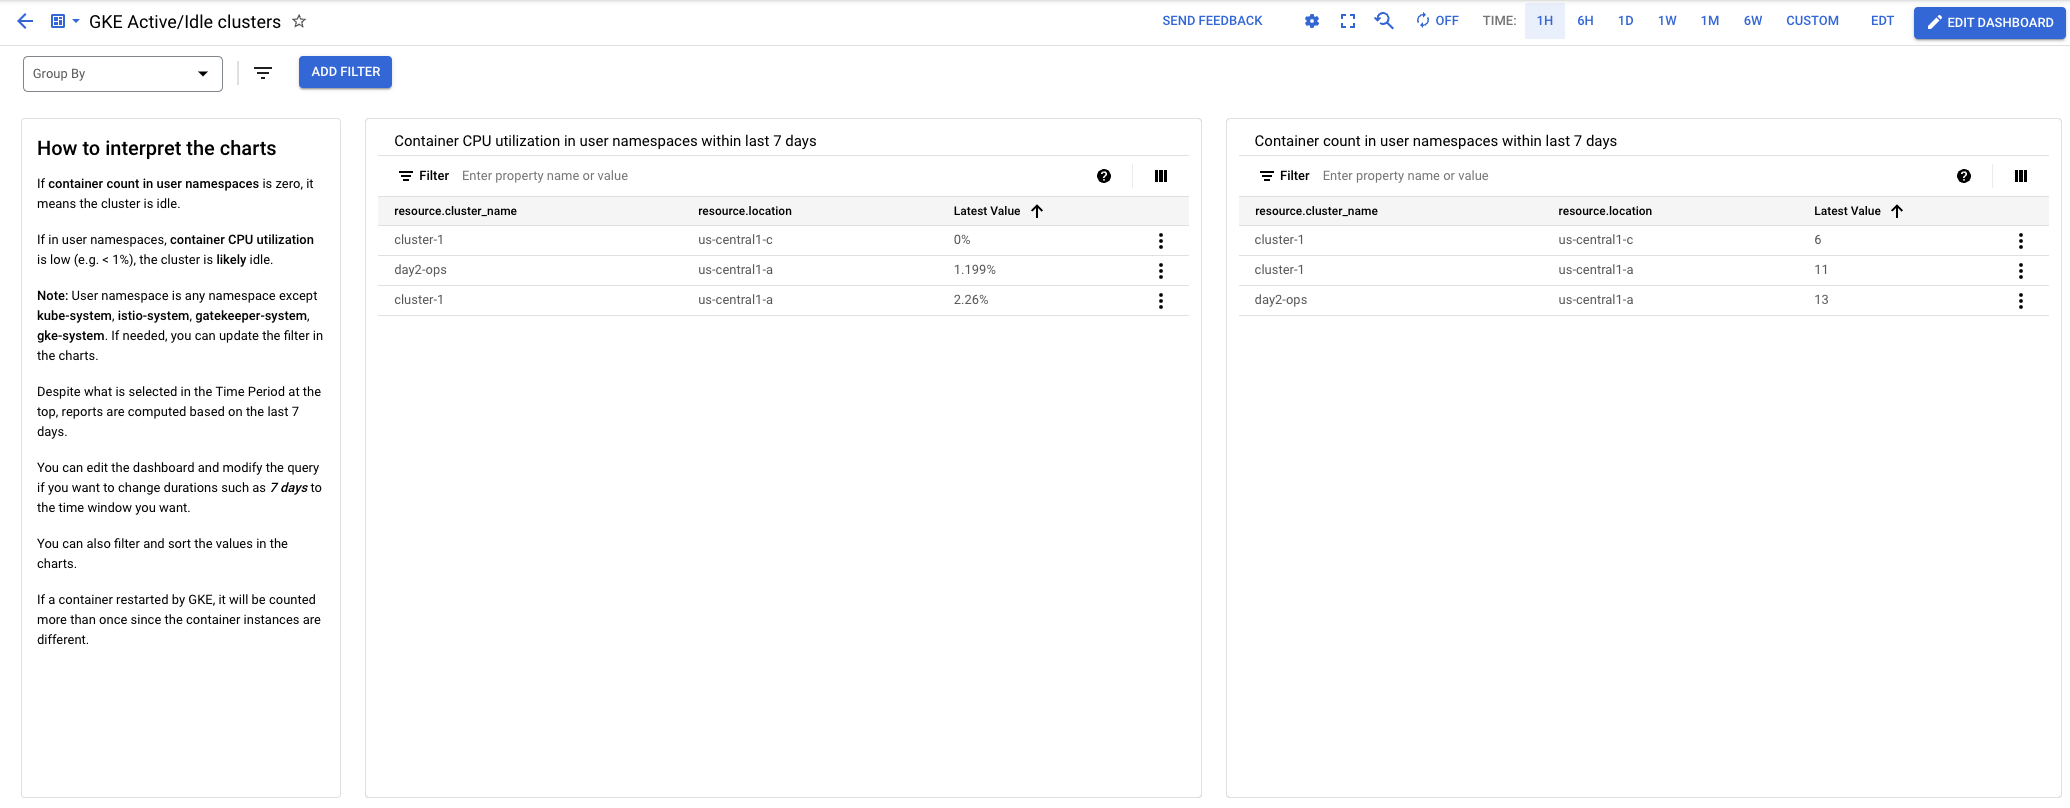 GKE Active/Idle clusters
SEND FEEDBACK
OFF
TIME:
1H
6H
1D
1W
1M
6W
CUSTOM
EDT
EDIT DASHBOARD
Group By
ADD FILTER
How to interpret the charts
If container count in user namespaces is zero, it
means the cluster is idle.
If in user namespaces, container CPU utilization
is low (e.g. < 1%), the cluster is likely idle.
Note: User namespace is any namespace except
kube-system, istio-system, gatekeeper-system,
gke-system. If needed, you can update the filter in
the charts.
Despite what is selected in the Time Period at the
top, reports are computed based on the last 7
days.
You can edit the dashboard and modify the query
if you want to change durations such as 7 days to
the time window you want.
You can also filter and sort the values in the
charts.
If a container restarted by GKE, it will be counted
more than once since the container instances are
different.
Container CPU utilization in user namespaces within last 7 days
Filter Enter property name or value
resource.cluster_name resource.location Latest Value
cluster-1 us-central1-c 0%
day2-ops us-central1-a 1.199%
cluster-1 us-central1-a 2.26%
Container count in user namespaces within last 7 days
Filter Enter property name or value
resource.cluster_name resource.location Latest Value
cluster-1 us-central1-c 6
cluster-1 us-central1-a 11
day2-ops us-central1-a 13